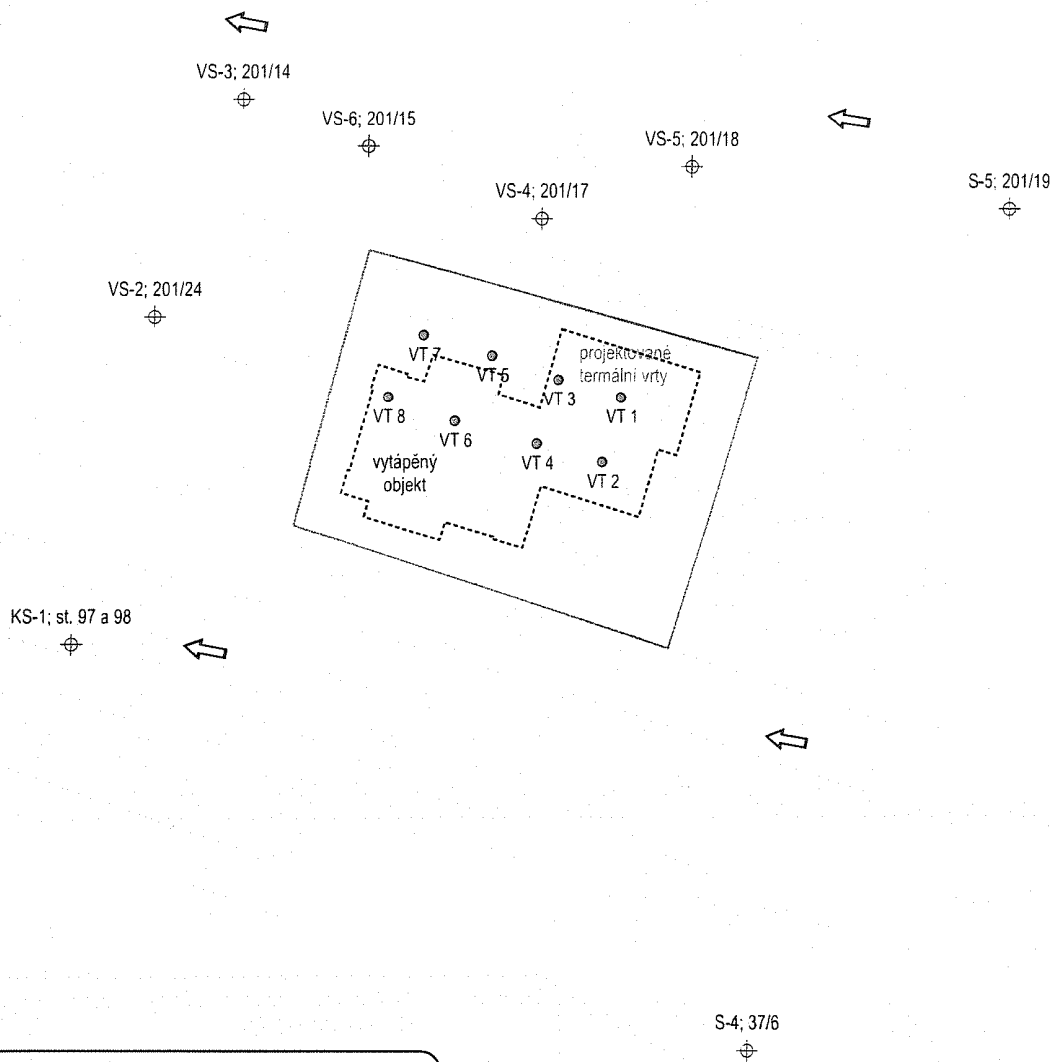 VS-3; 201/14
VS-6; 201/15
VS-5; 201/18
S-5; 201/19
VS-4; 201/17
VS-2; 201/24
projektované
termální vrty
VT 7
VT 5
VT 3
VT 1
VT 8
VT 6
VT 4
VT 2
vytápěný
objekt
KS-1; st. 97 a 98
S-4; 37/6